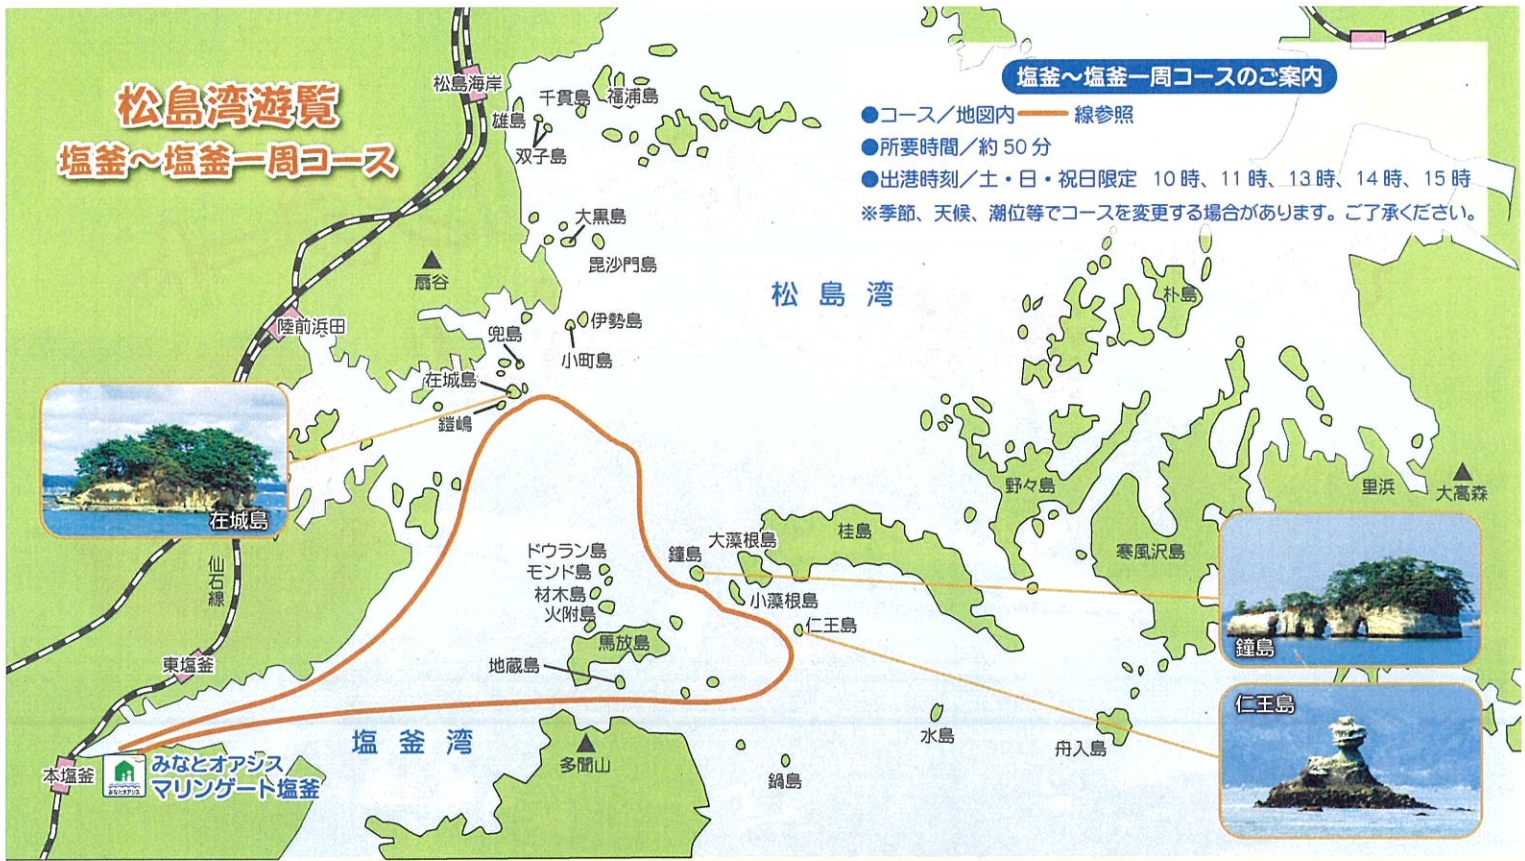 松島湾遊覧
塩釜～塩釜一周コース
塩釜～塩釜一周コースのご案内
●コース／地図内 線参照
●所要時間／約50分
●出港時刻／土・日・祝日限定 10時、11時、13時、14時、15時
※季節、天候、潮位等でコースを変更する場合があります。ご了承ください。
松島海岸
千貫島
福浦島
雄島
双子島
大黒島
毘沙門島
扇谷
松島湾
朴島
陸前浜田
伊勢島
兜島
小町島
在城島
鎧嶋
在城島
仙石線
野々島
里浜
大高森
桂島
大藻根島
鐘島
寒風沢島
ドウラン島
モンド島
材木島
火附島
小藻根島
仁王島
馬放島
地蔵島
鐘島
東塩釜
仁王島
塩釜湾
水島
舟入島
多聞山
鍋島
本塩釜
みなとオアシス
みなとオアシス
マリンゲート塩釜